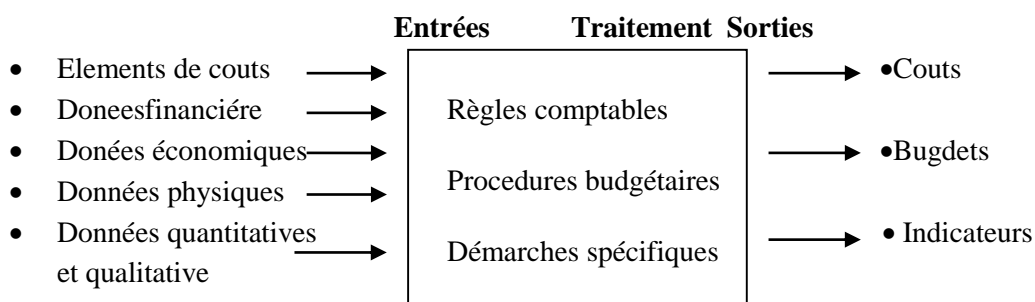 Entrées Traitement Sorties
• Elements de couts
• Doneesfinanciére
• Donées économiques
• Données physiques
• Données quantitatives
et qualitative
Règles comptables
Procedures budgétaires
Démarches spécifiques
•Couts
•Bugdets
• Indicateurs